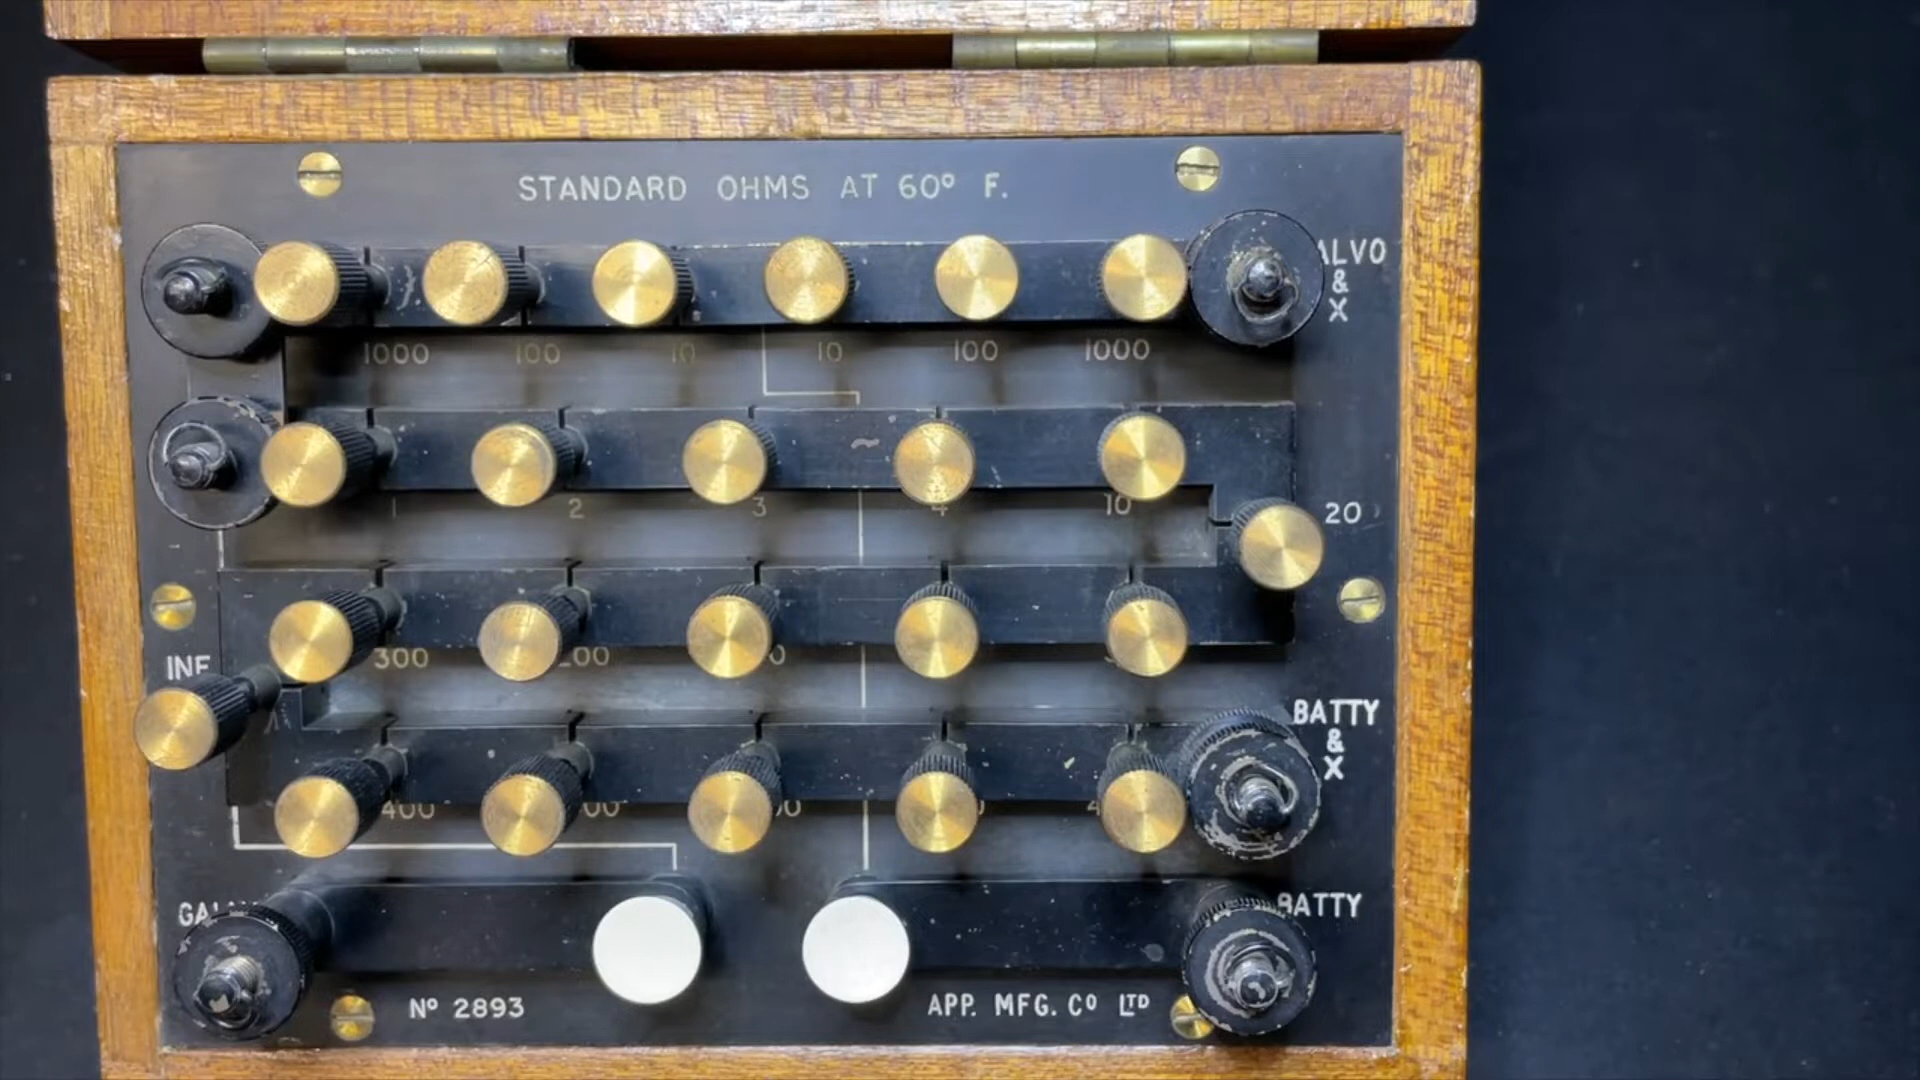 STANDARD OHMS AT 60º F.
ALVO
&
X
1000 100 10 10 100 1000
1 2 3 4 10
20
300
INF
BATTY
&
X
400
BATTY
Nº 2893
APP. MFG. Cº LTD